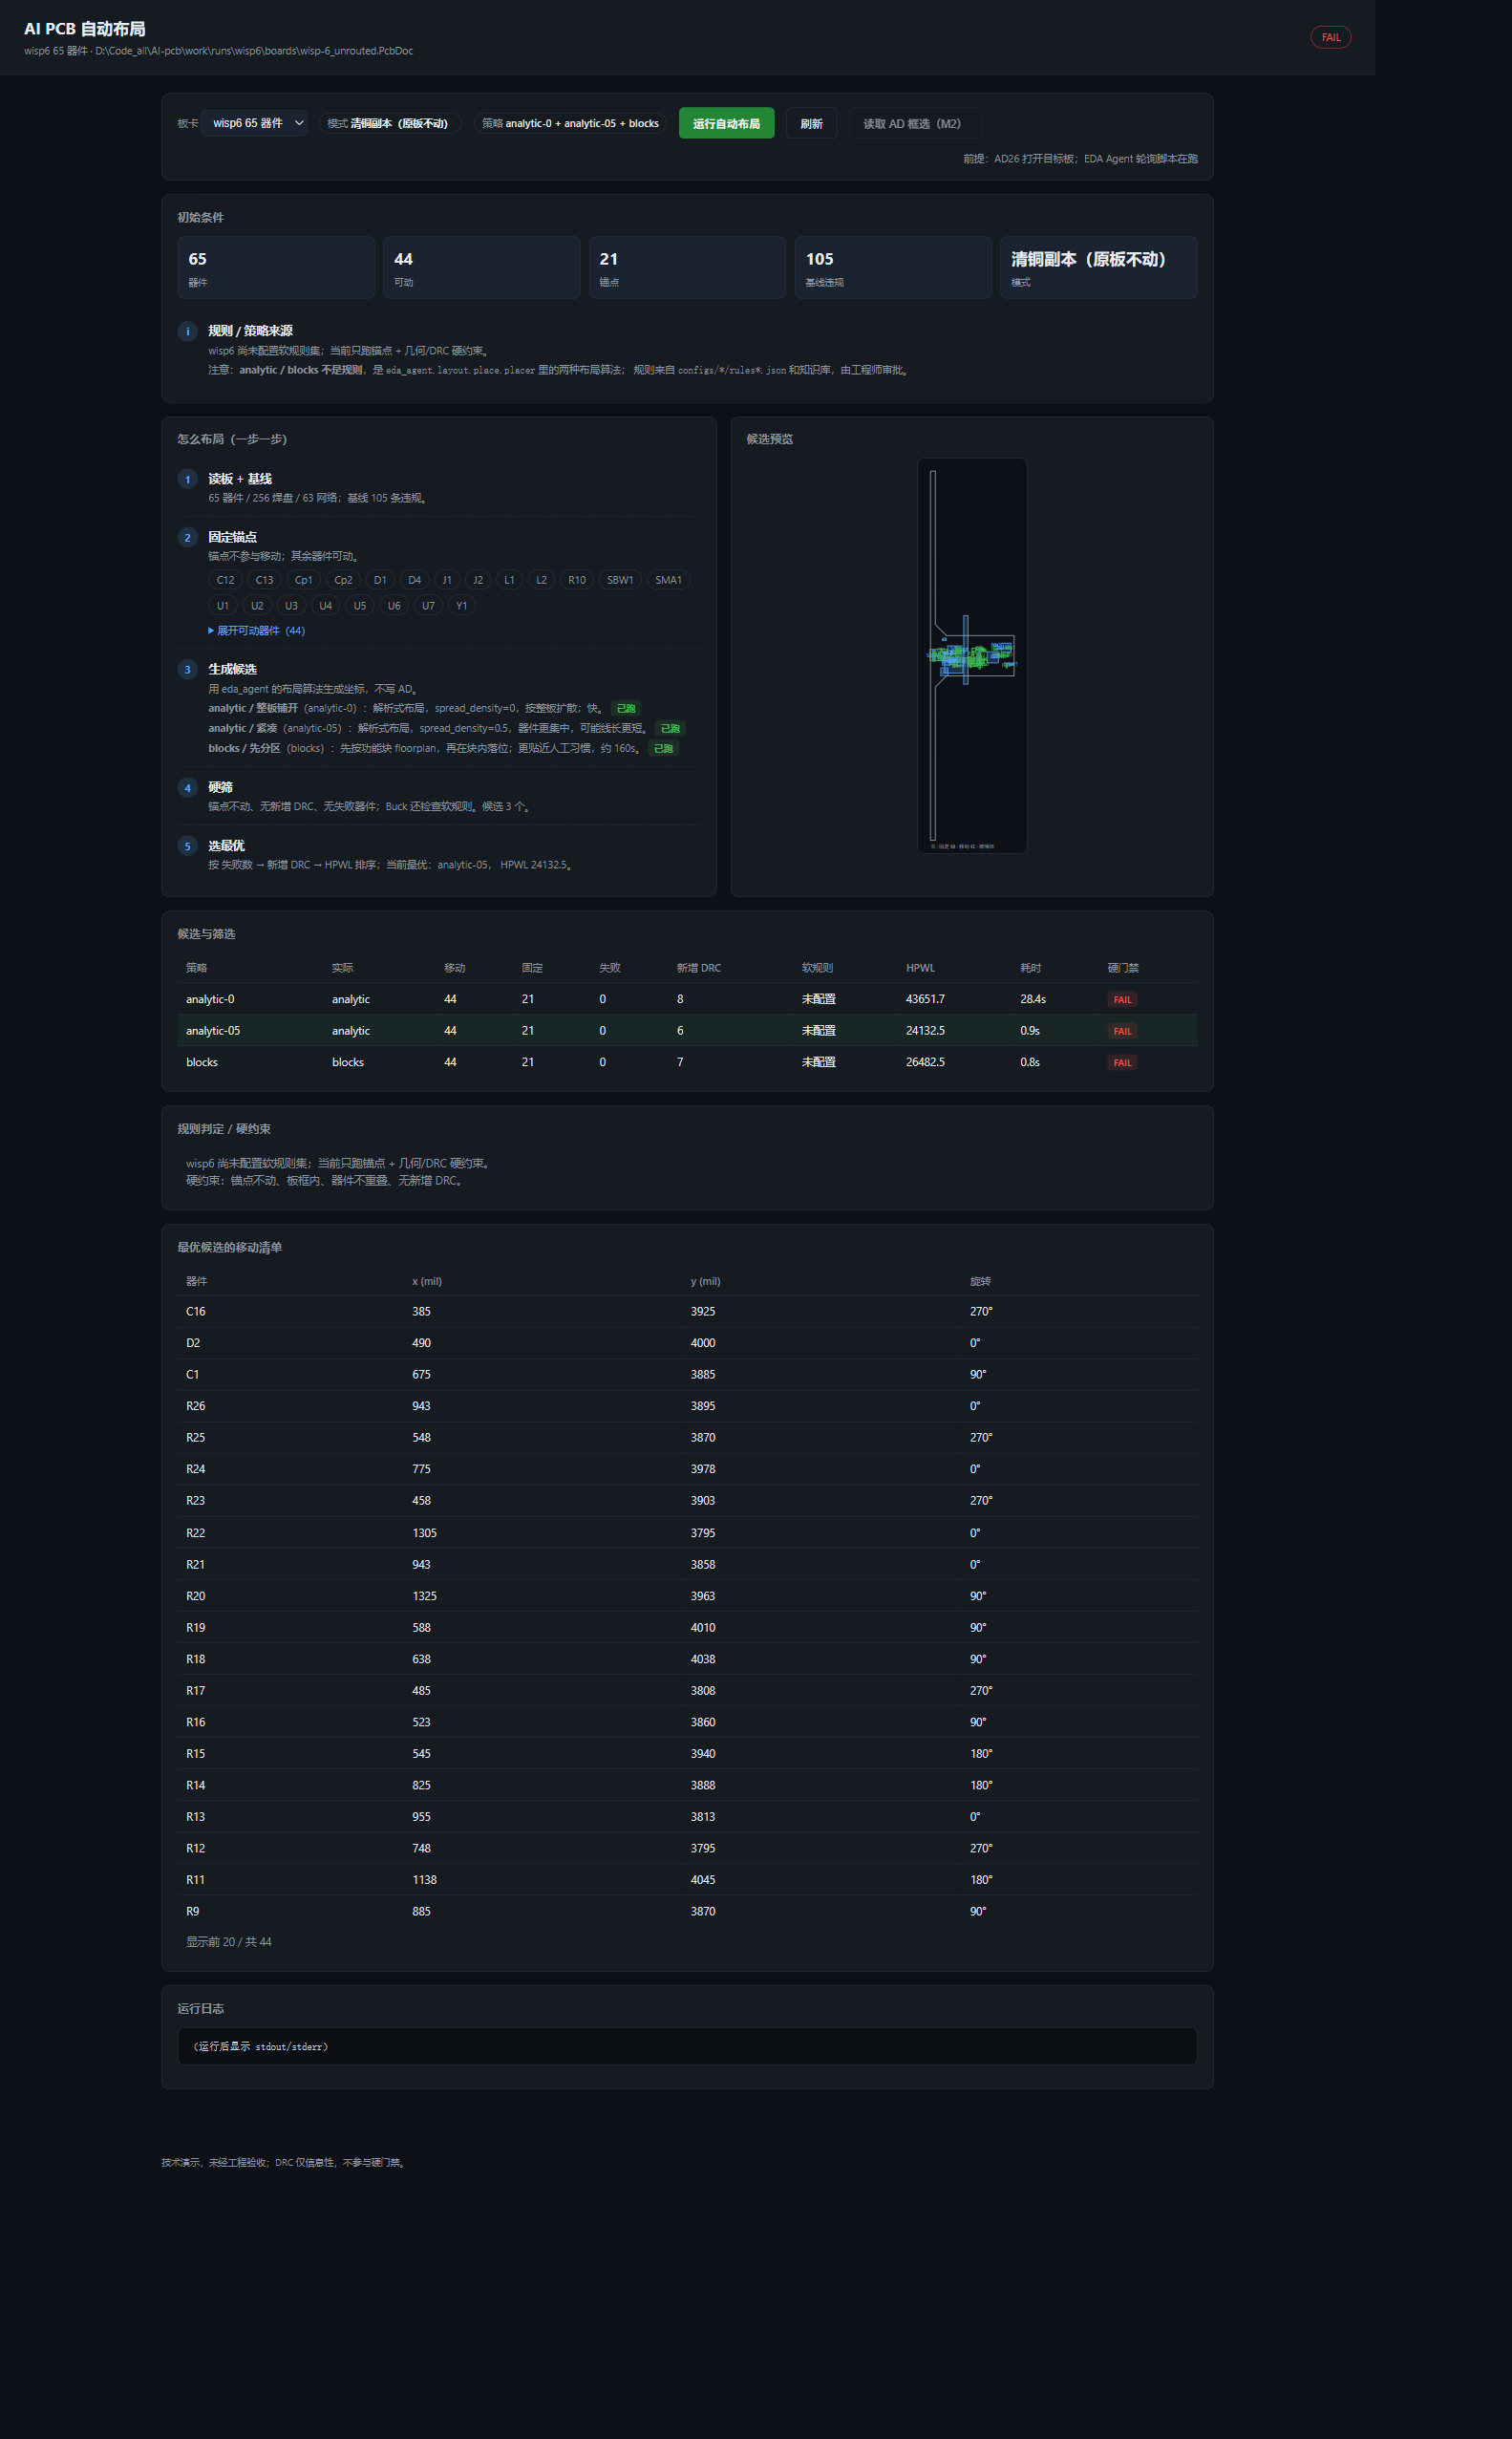 AI PCB 自动布局
wisp6 65 器件 · D:\Code_all\AI-pcb\work\runs\wisp6\boards\wisp-6_unrouted.PcbDoc
FAIL
板卡 wisp6 65 器件 模式 清铜副本（原板不动） 策略 analytic-0 + analytic-05 + blocks 运行自动布局 刷新 读取 AD 框选（M2）
前提：AD26 打开目标板；EDA Agent 轮询脚本在跑
初始条件
65 44 21 105 清铜副本（原板不动）
器件 可动 锚点 基线违规 模式
i 规则 / 策略来源
wisp6 尚未配置软规则集；当前只跑锚点 + 几何/DRC 硬约束。
注意：analytic / blocks 不是规则，是 eda_agent.layout.place.placer 里的两种布局算法； 规则来自 configs/*/rules*.json 和知识库，由工程师审批。
怎么布局（一步一步）
1 读板 + 基线
65 器件 / 256 焊盘 / 63 网络；基线 105 条违规。
2 固定锚点
锚点不参与移动；其余器件可动。
C12 C13 Cp1 Cp2 D1 D4 J1 J2 L1 L2 R10 SBW1 SMA1
U1 U2 U3 U4 U5 U6 U7 Y1
▶ 展开可动器件（44）
3 生成候选
用 eda_agent 的布局算法生成坐标，不写 AD。
analytic / 整板铺开（analytic-0）：解析式布局，spread_density=0，按整板扩散；快。 已跑
analytic / 紧凑（analytic-05）：解析式布局，spread_density=0.5，器件更集中，可能线长更短。 已跑
blocks / 先分区（blocks）：先按功能块 floorplan，再在块内落位；更贴近人工习惯，约 160s。 已跑
4 硬筛
锚点不动、无新增 DRC、无失败器件；Buck 还检查软规则。候选 3 个。
5 选最优
按 失败数 → 新增 DRC → HPWL 排序；当前最优：analytic-05， HPWL 24132.5。
候选预览
候选与筛选
策略 实际 移动 固定 失败 新增 DRC 软规则 HPWL 耗时 硬门禁
analytic-0 analytic 44 21 0 8 未配置 43651.7 28.4s FAIL
analytic-05 analytic 44 21 0 6 未配置 24132.5 0.9s FAIL
blocks blocks 44 21 0 7 未配置 26482.5 0.8s FAIL
规则判定 / 硬约束
wisp6 尚未配置软规则集；当前只跑锚点 + 几何/DRC 硬约束。
硬约束：锚点不动、板框内、器件不重叠、无新增 DRC。
最优候选的移动清单
器件 x (mil) y (mil) 旋转
C16 385 3925 270°
D2 490 4000 0°
C1 675 3885 90°
R26 943 3895 0°
R25 548 3870 270°
R24 775 3978 0°
R23 458 3903 270°
R22 1305 3795 0°
R21 943 3858 0°
R20 1325 3963 90°
R19 588 4010 90°
R18 638 4038 90°
R17 485 3808 270°
R16 523 3860 90°
R15 545 3940 180°
R14 825 3888 180°
R13 955 3813 0°
R12 748 3795 270°
R11 1138 4045 180°
R9 885 3870 90°
显示前 20 / 共 44
运行日志
（运行后显示 stdout/stderr）
技术演示，未经工程验收；DRC 仅信息性，不参与硬门禁。